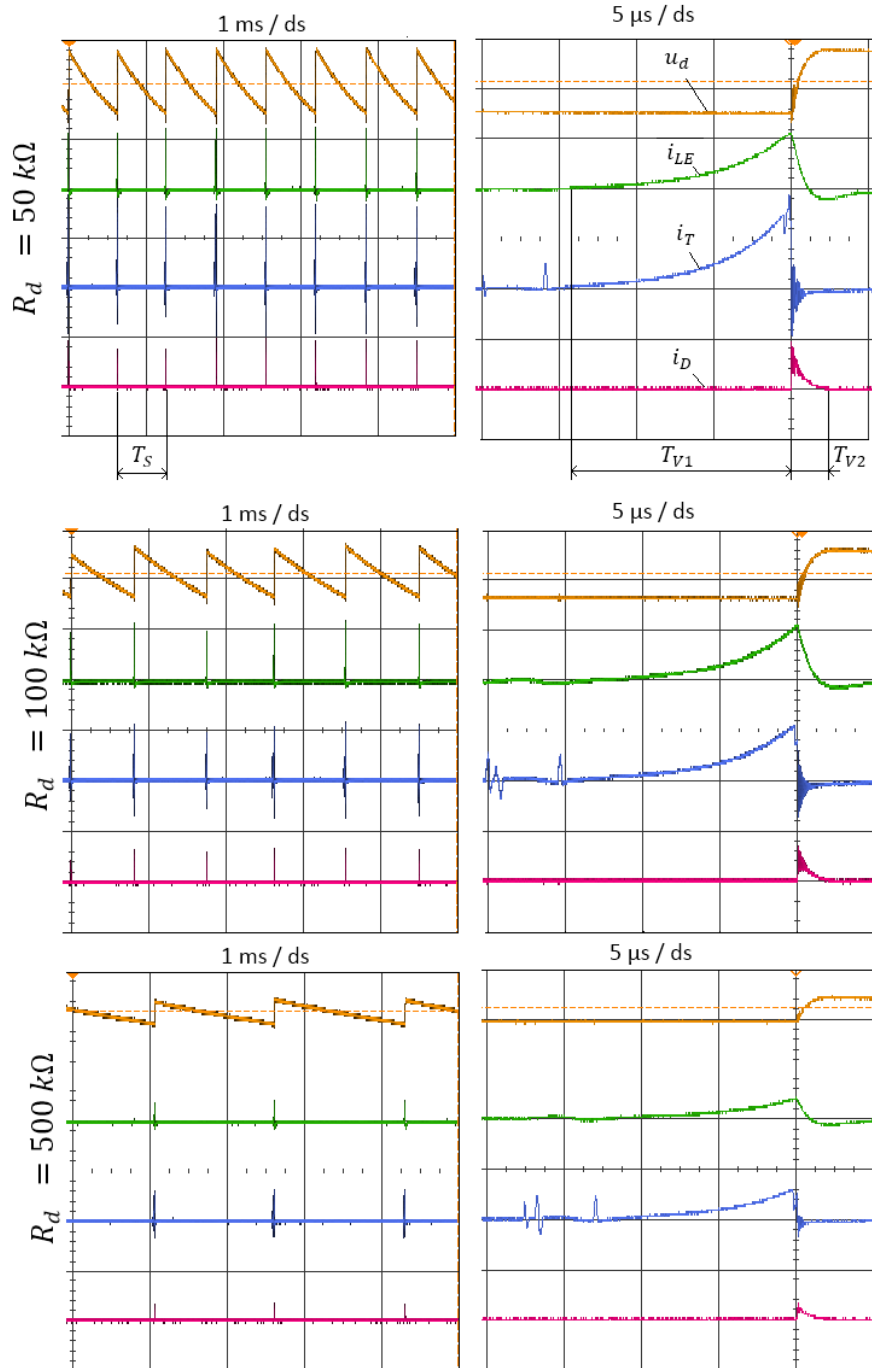 1 ms / ds
5 µs / ds
R_d = 50 kΩ
u_d
i_LE
i_T
i_D
T_S
T_V1
T_V2
1 ms / ds
5 µs / ds
R_d = 100 kΩ
1 ms / ds
5 µs / ds
R_d = 500 kΩ